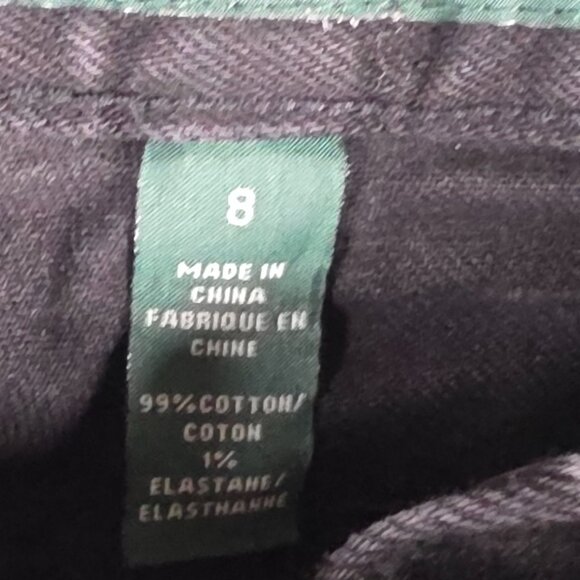 8
MADE IN
CHINA
FABRIQUE EN
CHINE
99%COTTON/
COTON
1%
ELASTANE/
ELASTHANNE